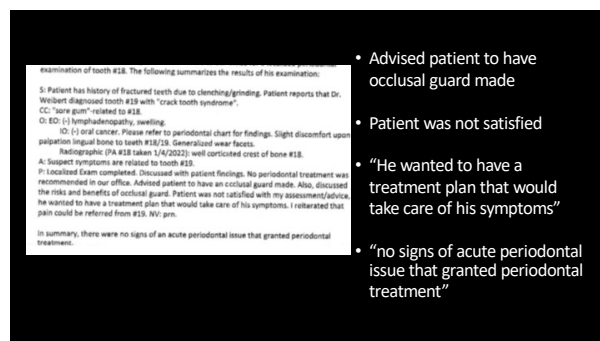 examination of tooth #18. The following summarizes the results of his examination:
S: Patient has history of fractured teeth due to clenching/grinding. Patient reports that Dr.
Weibert diagnosed tooth #19 with "crack tooth syndrome".
CC: "sore gum"-related to #18.
O: EO: (-) lymphadenopathy, swelling.
IO: (-) oral cancer. Please refer to periodontal chart for findings. Slight discomfort upon
palpation lingual bone to teeth #18/19. Generalized wear facets.
Radiographic (PA #18 taken 1/4/2022): well corticated crest of bone #18.
A: Suspect symptoms are related to tooth #19.
P: Localized Exam completed. Discussed with patient findings. No periodontal treatment was
recommended in our office. Advised patient to have an occlusal guard made. Also, discussed
the risks and benefits of occlusal guard. Patient was not satisfied with my assessment/advice,
he wanted to have a treatment plan that would take care of his symptoms. I reiterated that
pain could be referred from #19. NV: prn.
In summary, there were no signs of an acute periodontal issue that granted periodontal
treatment.
• Advised patient to have
occlusal guard made
• Patient was not satisfied
• “He wanted to have a
treatment plan that would
take care of his symptoms”
• “no signs of acute periodontal
issue that granted periodontal
treatment”